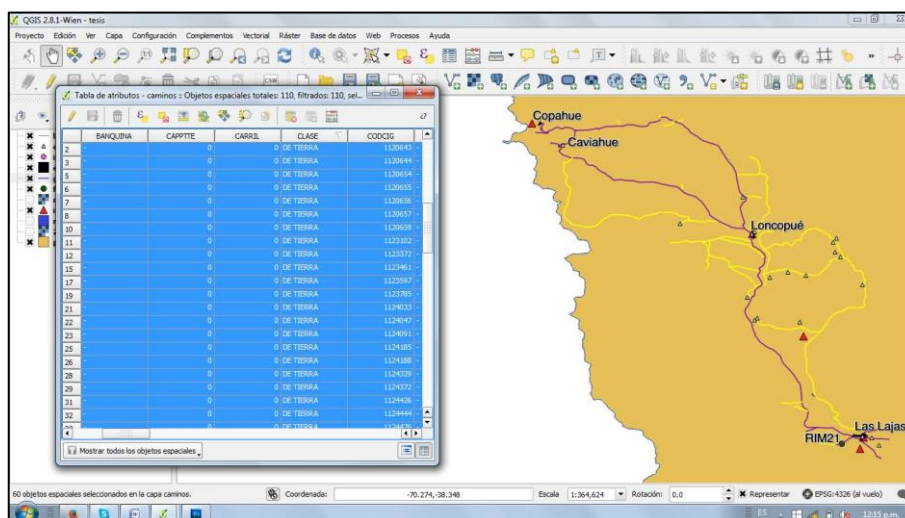 QGIS 2.8.1-Wien - tesis
Proyecto Edición Ver Capa Configuración Complementos Vectorial Ráster Base de datos Web Procesos Ayuda
CSW
Tabla de atributos - caminos :: Objetos espaciales totales: 110, filtrados: 110, sel...
BANQUINA CAPPTTE CARRIL CLASE CODCIG
2 - 0 0 DE TIERRA 1120643 -
3 - 0 0 DE TIERRA 1120644 -
5 - 0 0 DE TIERRA 1120654 -
6 - 0 0 DE TIERRA 1120655 -
7 - 0 0 DE TIERRA 1120656 -
8 - 0 0 DE TIERRA 1120657 -
10 - 0 0 DE TIERRA 1120659 -
11 - 0 0 DE TIERRA 1123102 -
12 - 0 0 DE TIERRA 1123372 -
15 - 0 0 DE TIERRA 1123461 -
17 - 0 0 DE TIERRA 1123597 -
19 - 0 0 DE TIERRA 1123785 -
21 - 0 0 DE TIERRA 1124033 -
22 - 0 0 DE TIERRA 1124047 -
23 - 0 0 DE TIERRA 1124091 -
25 - 0 0 DE TIERRA 1124185 -
26 - 0 0 DE TIERRA 1124188 -
28 - 0 0 DE TIERRA 1124329 -
29 - 0 0 DE TIERRA 1124372 -
31 - 0 0 DE TIERRA 1124426 -
32 - 0 0 DE TIERRA 1124444 -
0 0 DE TIERRA 1124476
Mostrar todos los objetos espaciales
Copahue
Caviahue
Loncopué
Las Lajas
RIM21
60 objetos espaciales seleccionados en la capa caminos. Coordenada: -70.274,-38.348 Escala 1:364,624 Rotación: 0.0 Representar EPSG:4326 (al vuelo)
ES 12:15 p.m.